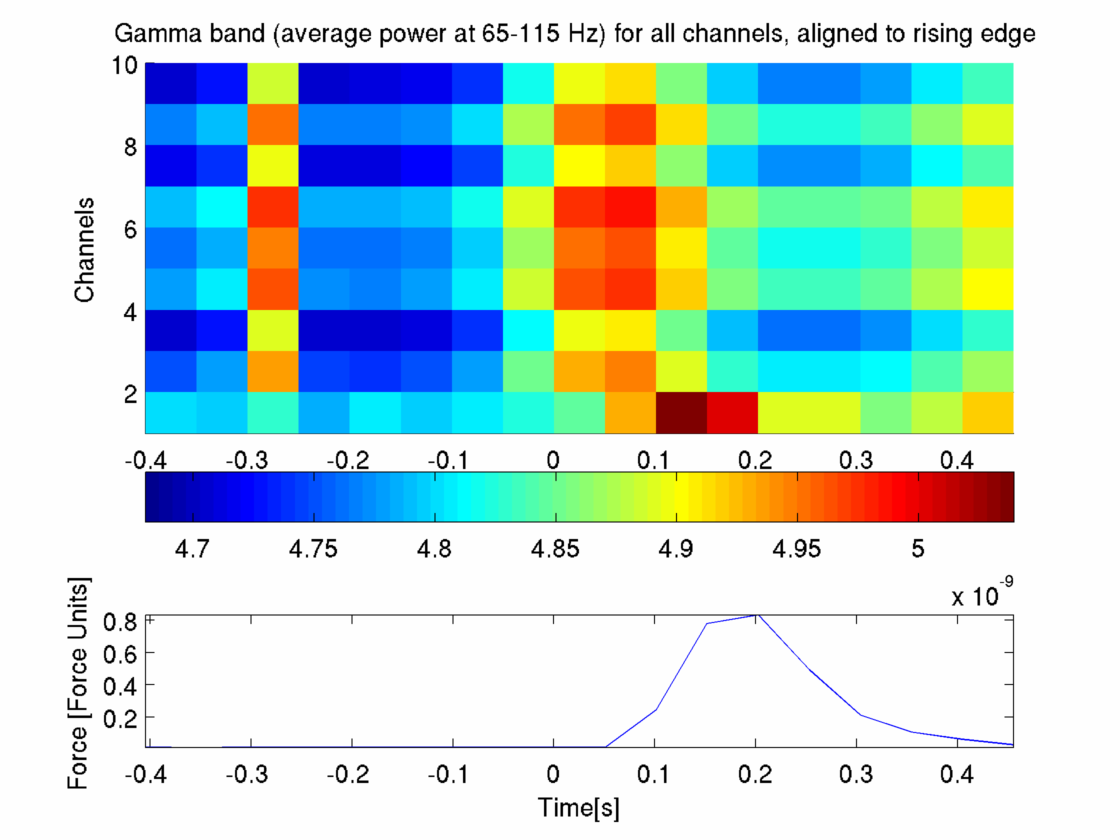 Gamma band (average power at 65-115 Hz) for all channels, aligned to rising edge
10
8
6
4
2
Channels
-0.4 -0.3 -0.2 -0.1 0 0.1 0.2 0.3 0.4
4.7 4.75 4.8 4.85 4.9 4.95 5
x 10-9
0.8
0.6
0.4
0.2
Force [Force Units]
-0.4 -0.3 -0.2 -0.1 0 0.1 0.2 0.3 0.4
Time[s]